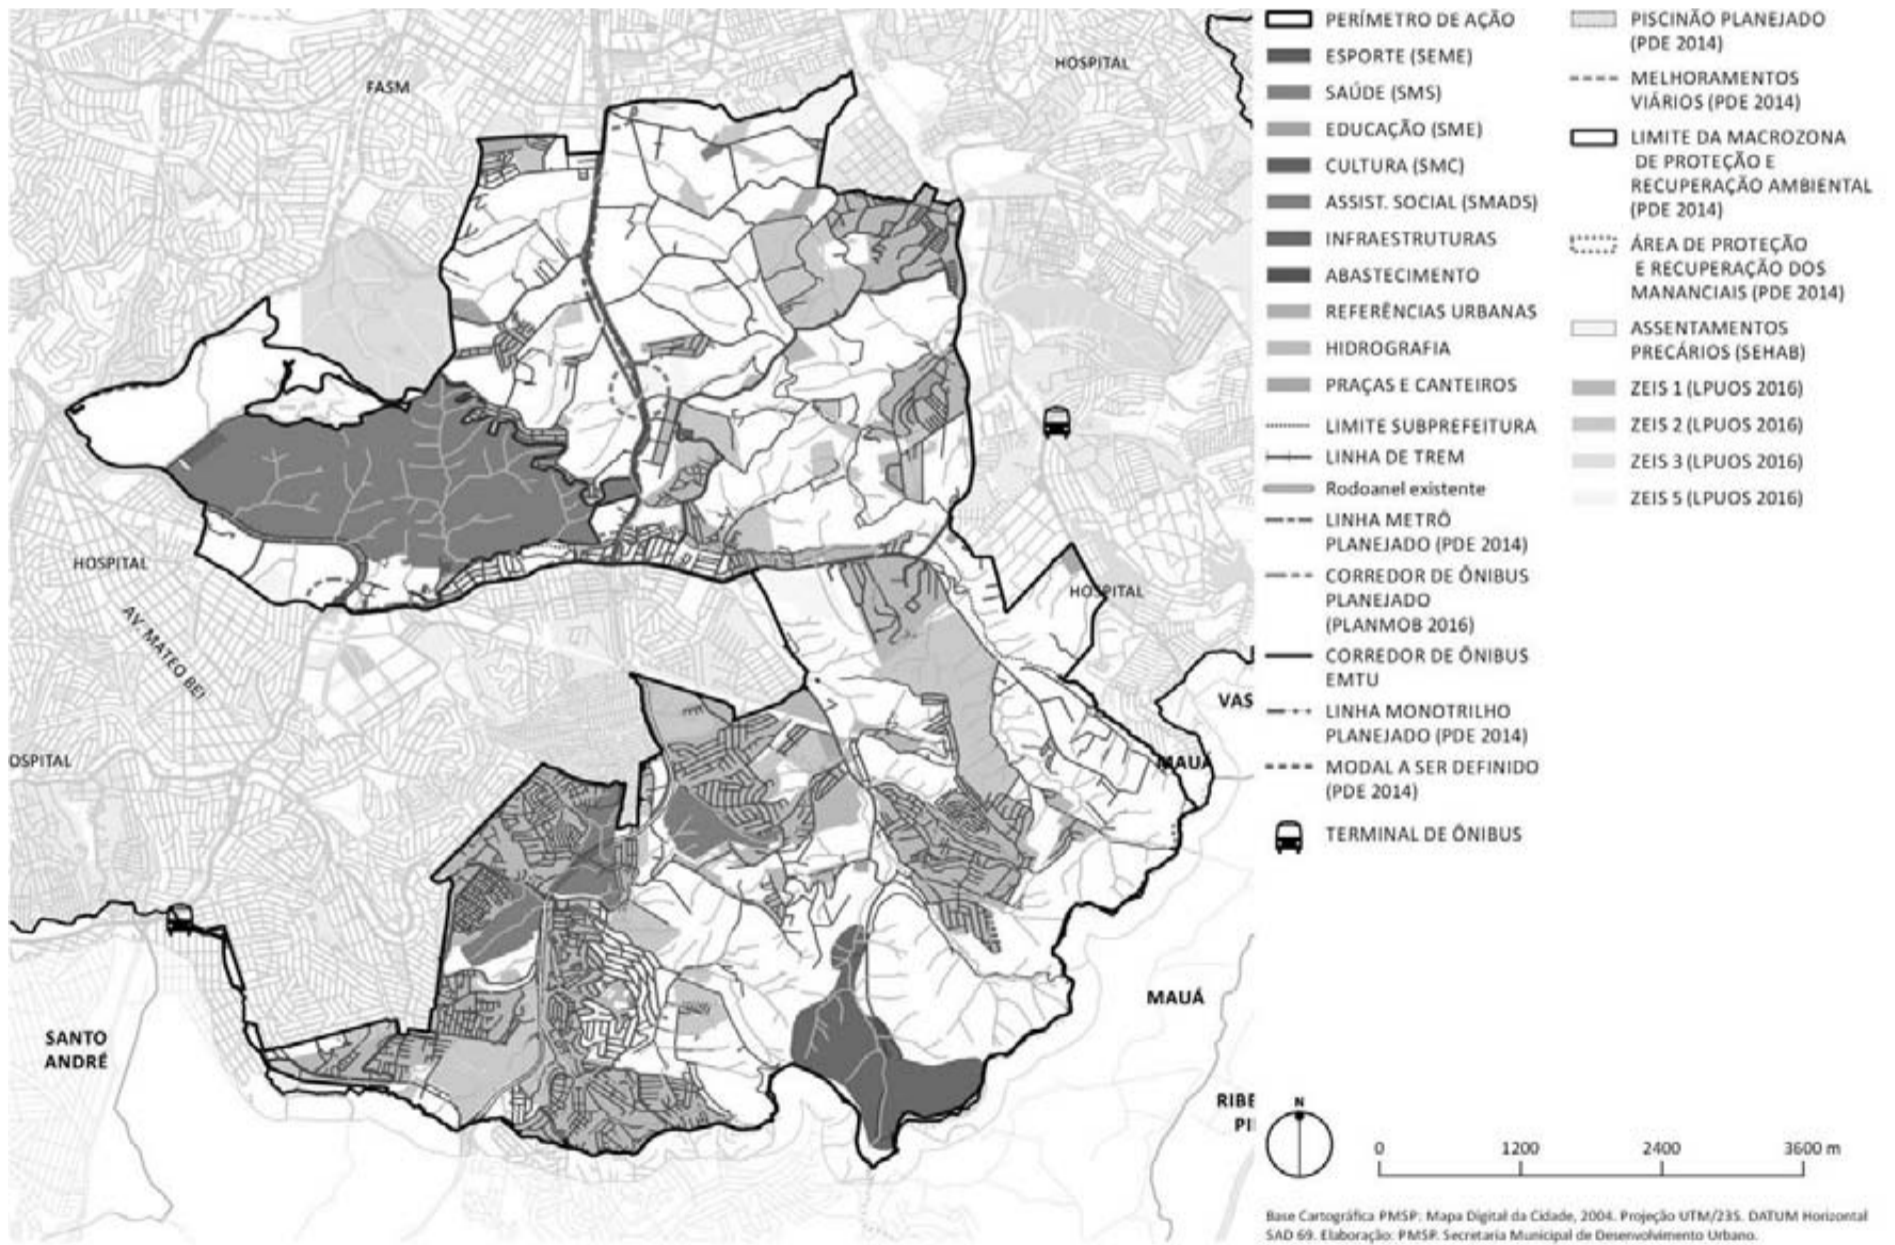 FASM
HOSPITAL
HOSPITAL
AV. MATEO BEI
HOSPITAL
OSPITAL
VAS
MAUÁ
MAUÁ
SANTO
ANDRÉ
RIBE
PI
PERÍMETRO DE AÇÃO
ESPORTE (SEME)
SAÚDE (SMS)
EDUCAÇÃO (SME)
CULTURA (SMC)
ASSIST. SOCIAL (SMADS)
INFRAESTRUTURAS
ABASTECIMENTO
REFERÊNCIAS URBANAS
HIDROGRAFIA
PRAÇAS E CANTEIROS
LIMITE SUBPREFEITURA
LINHA DE TREM
Rodoanel existente
LINHA METRÔ
PLANEJADO (PDE 2014)
CORREDOR DE ÔNIBUS
PLANEJADO
(PLANMOB 2016)
CORREDOR DE ÔNIBUS
EMTU
LINHA MONOTRILHO
PLANEJADO (PDE 2014)
MODAL A SER DEFINIDO
(PDE 2014)
TERMINAL DE ÔNIBUS
PISCINÃO PLANEJADO
(PDE 2014)
MELHORAMENTOS
VIÁRIOS (PDE 2014)
LIMITE DA MACROZONA
DE PROTEÇÃO E
RECUPERAÇÃO AMBIENTAL
(PDE 2014)
ÁREA DE PROTEÇÃO
E RECUPERAÇÃO DOS
MANANCIAIS (PDE 2014)
ASSENTAMENTOS
PRECÁRIOS (SEHAB)
ZEIS 1 (LPUOS 2016)
ZEIS 2 (LPUOS 2016)
ZEIS 3 (LPUOS 2016)
ZEIS 5 (LPUOS 2016)
N
0 1200 2400 3600 m
Base Cartográfica PMSP: Mapa Digital da Cidade, 2004. Projeção UTM/23S. DATUM Horizontal
SAD 69. Elaboração: PMSP. Secretaria Municipal de Desenvolvimento Urbano.